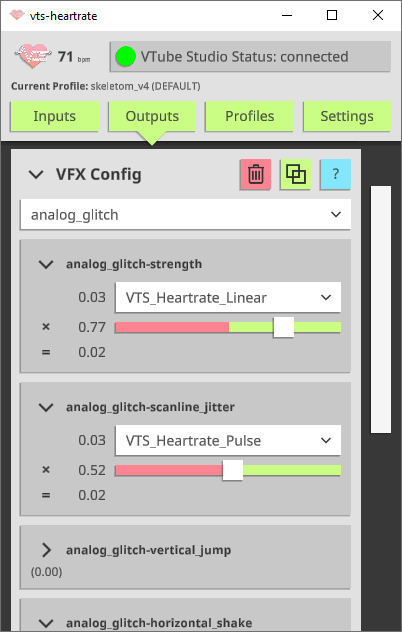 vts-heartrate
71 bpm
VTube Studio Status: connected
Current Profile: skeletom_v4 (DEFAULT)
Inputs
Outputs
Profiles
Settings
VFX Config
?
analog_glitch
analog_glitch-strength
0.03 VTS_Heartrate_Linear
× 0.77
= 0.02
analog_glitch-scanline_jitter
0.03 VTS_Heartrate_Pulse
× 0.52
= 0.02
analog_glitch-vertical_jump
(0.00)
analog_glitch-horizontal_shake